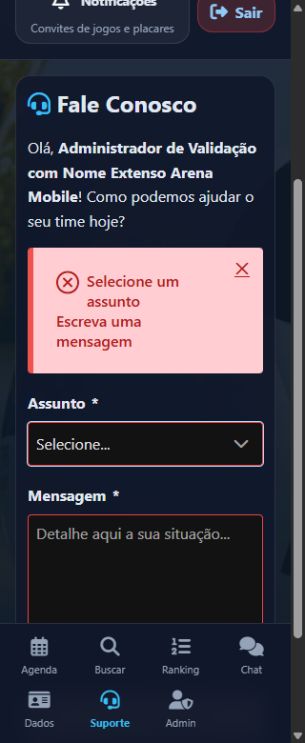 Notificações
Convites de jogos e placares
Sair
Fale Conosco
Olá, Administrador de Validação
com Nome Extenso Arena
Mobile! Como podemos ajudar o
seu time hoje?
Selecione um
assunto
Escreva uma
mensagem
Assunto *
Selecione...
Mensagem *
Detalhe aqui a sua situação...
Agenda
Buscar
Ranking
Chat
Dados
Suporte
Admin